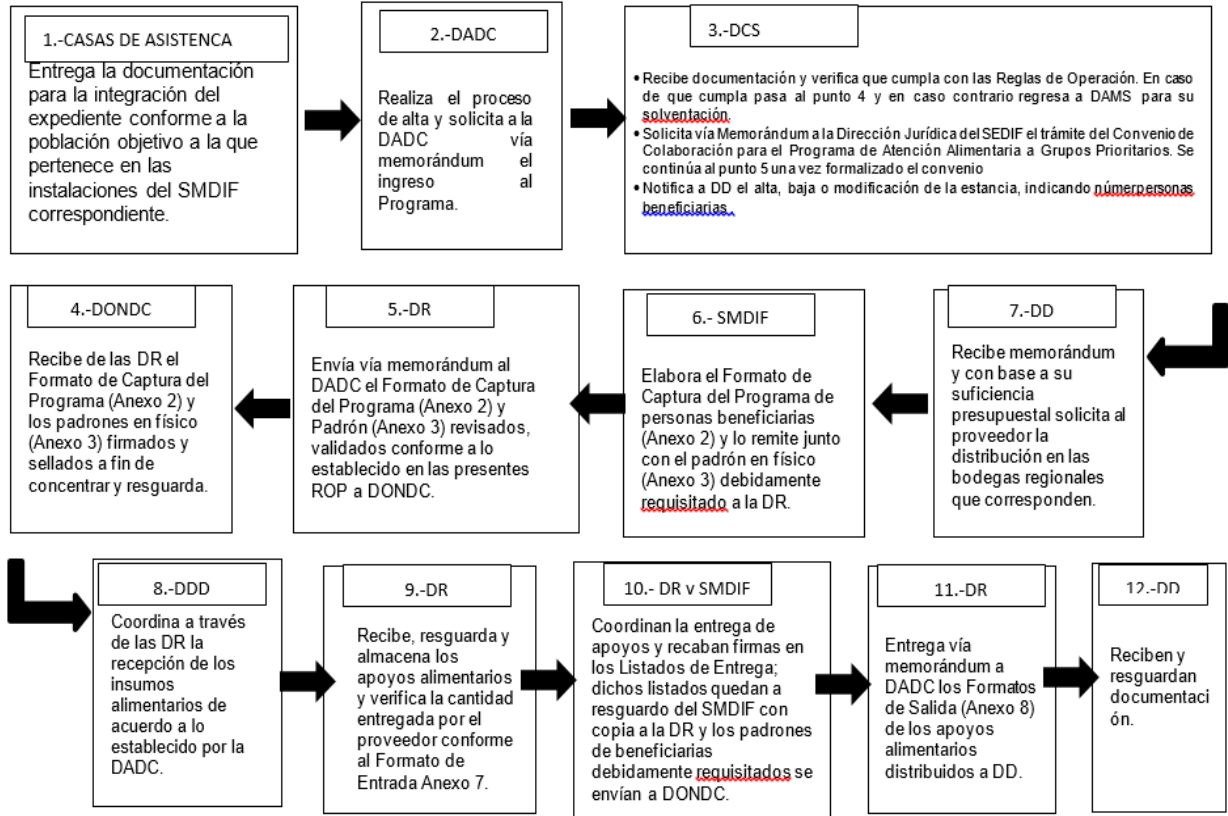 1.-CASAS DE ASISTENCA
Entrega la documentación
para la integración del
expediente conforme a la
población objetivo a la que
pertenece en las
instalaciones del SMDIF
correspondiente.
2.-DADC
Realiza el proceso
de alta y solicita a la
DADC vía
memorándum el
ingreso al
Programa.
3.-DCS
• Recibe documentación y verifica que cumpla con las Reglas de Operación. En caso
de que cumpla pasa al punto 4 y en caso contrario regresa a DAMS para su
solventación.
• Solicita vía Memorándum a la Dirección Jurídica del SEDIF el trámite del Convenio de
Colaboración para el Programa de Atención Alimentaria a Grupos Prioritarios. Se
continúa al punto 5 una vez formalizado el convenio
• Notifica a DD el alta, baja o modificación de la estancia, indicando númerpersonas
beneficiarias.
4.-DONDC
Recibe de las DR el
Formato de Captura del
Programa (Anexo 2) y
los padrones en físico
(Anexo 3) firmados y
sellados a fin de
concentrar y resguarda.
5.-DR
Envía vía memorándum al
DADC el Formato de Captura
del Programa (Anexo 2) y
Padrón (Anexo 3) revisados,
validados conforme a lo
establecido en las presentes
ROP a DONDC.
6.- SMDIF
Elabora el Formato de
Captura del Programa de
personas beneficiarias
(Anexo 2) y lo remite junto
con el padrón en físico
(Anexo 3) debidamente
requisitado a la DR.
7.-DD
Recibe memorándum
y con base a su
suficiencia
presupuestal solicita al
proveedor la
distribución en las
bodegas regionales
que corresponden.
8.-DDD
Coordina a través
de las DR la
recepción de los
insumos
alimentarios de
acuerdo a lo
establecido por la
DADC.
9.-DR
Recibe, resguarda y
almacena los
apoyos alimentarios
y verifica la cantidad
entregada por el
proveedor conforme
al Formato de
Entrada Anexo 7.
10.- DR y SMDIF
Coordinan la entrega de
apoyos y recaban firmas en
los Listados de Entrega;
dichos listados quedan a
resguardo del SMDIF con
copia a la DR y los padrones
de beneficiarias
debidamente requisitados se
envían a DONDC.
11.-DR
Entrega vía
memorándum a
DADC los Formatos
de Salida (Anexo 8)
de los apoyos
alimentarios
distribuidos a DD.
12.-DD
Reciben y
resguardan
documentaci
ón.